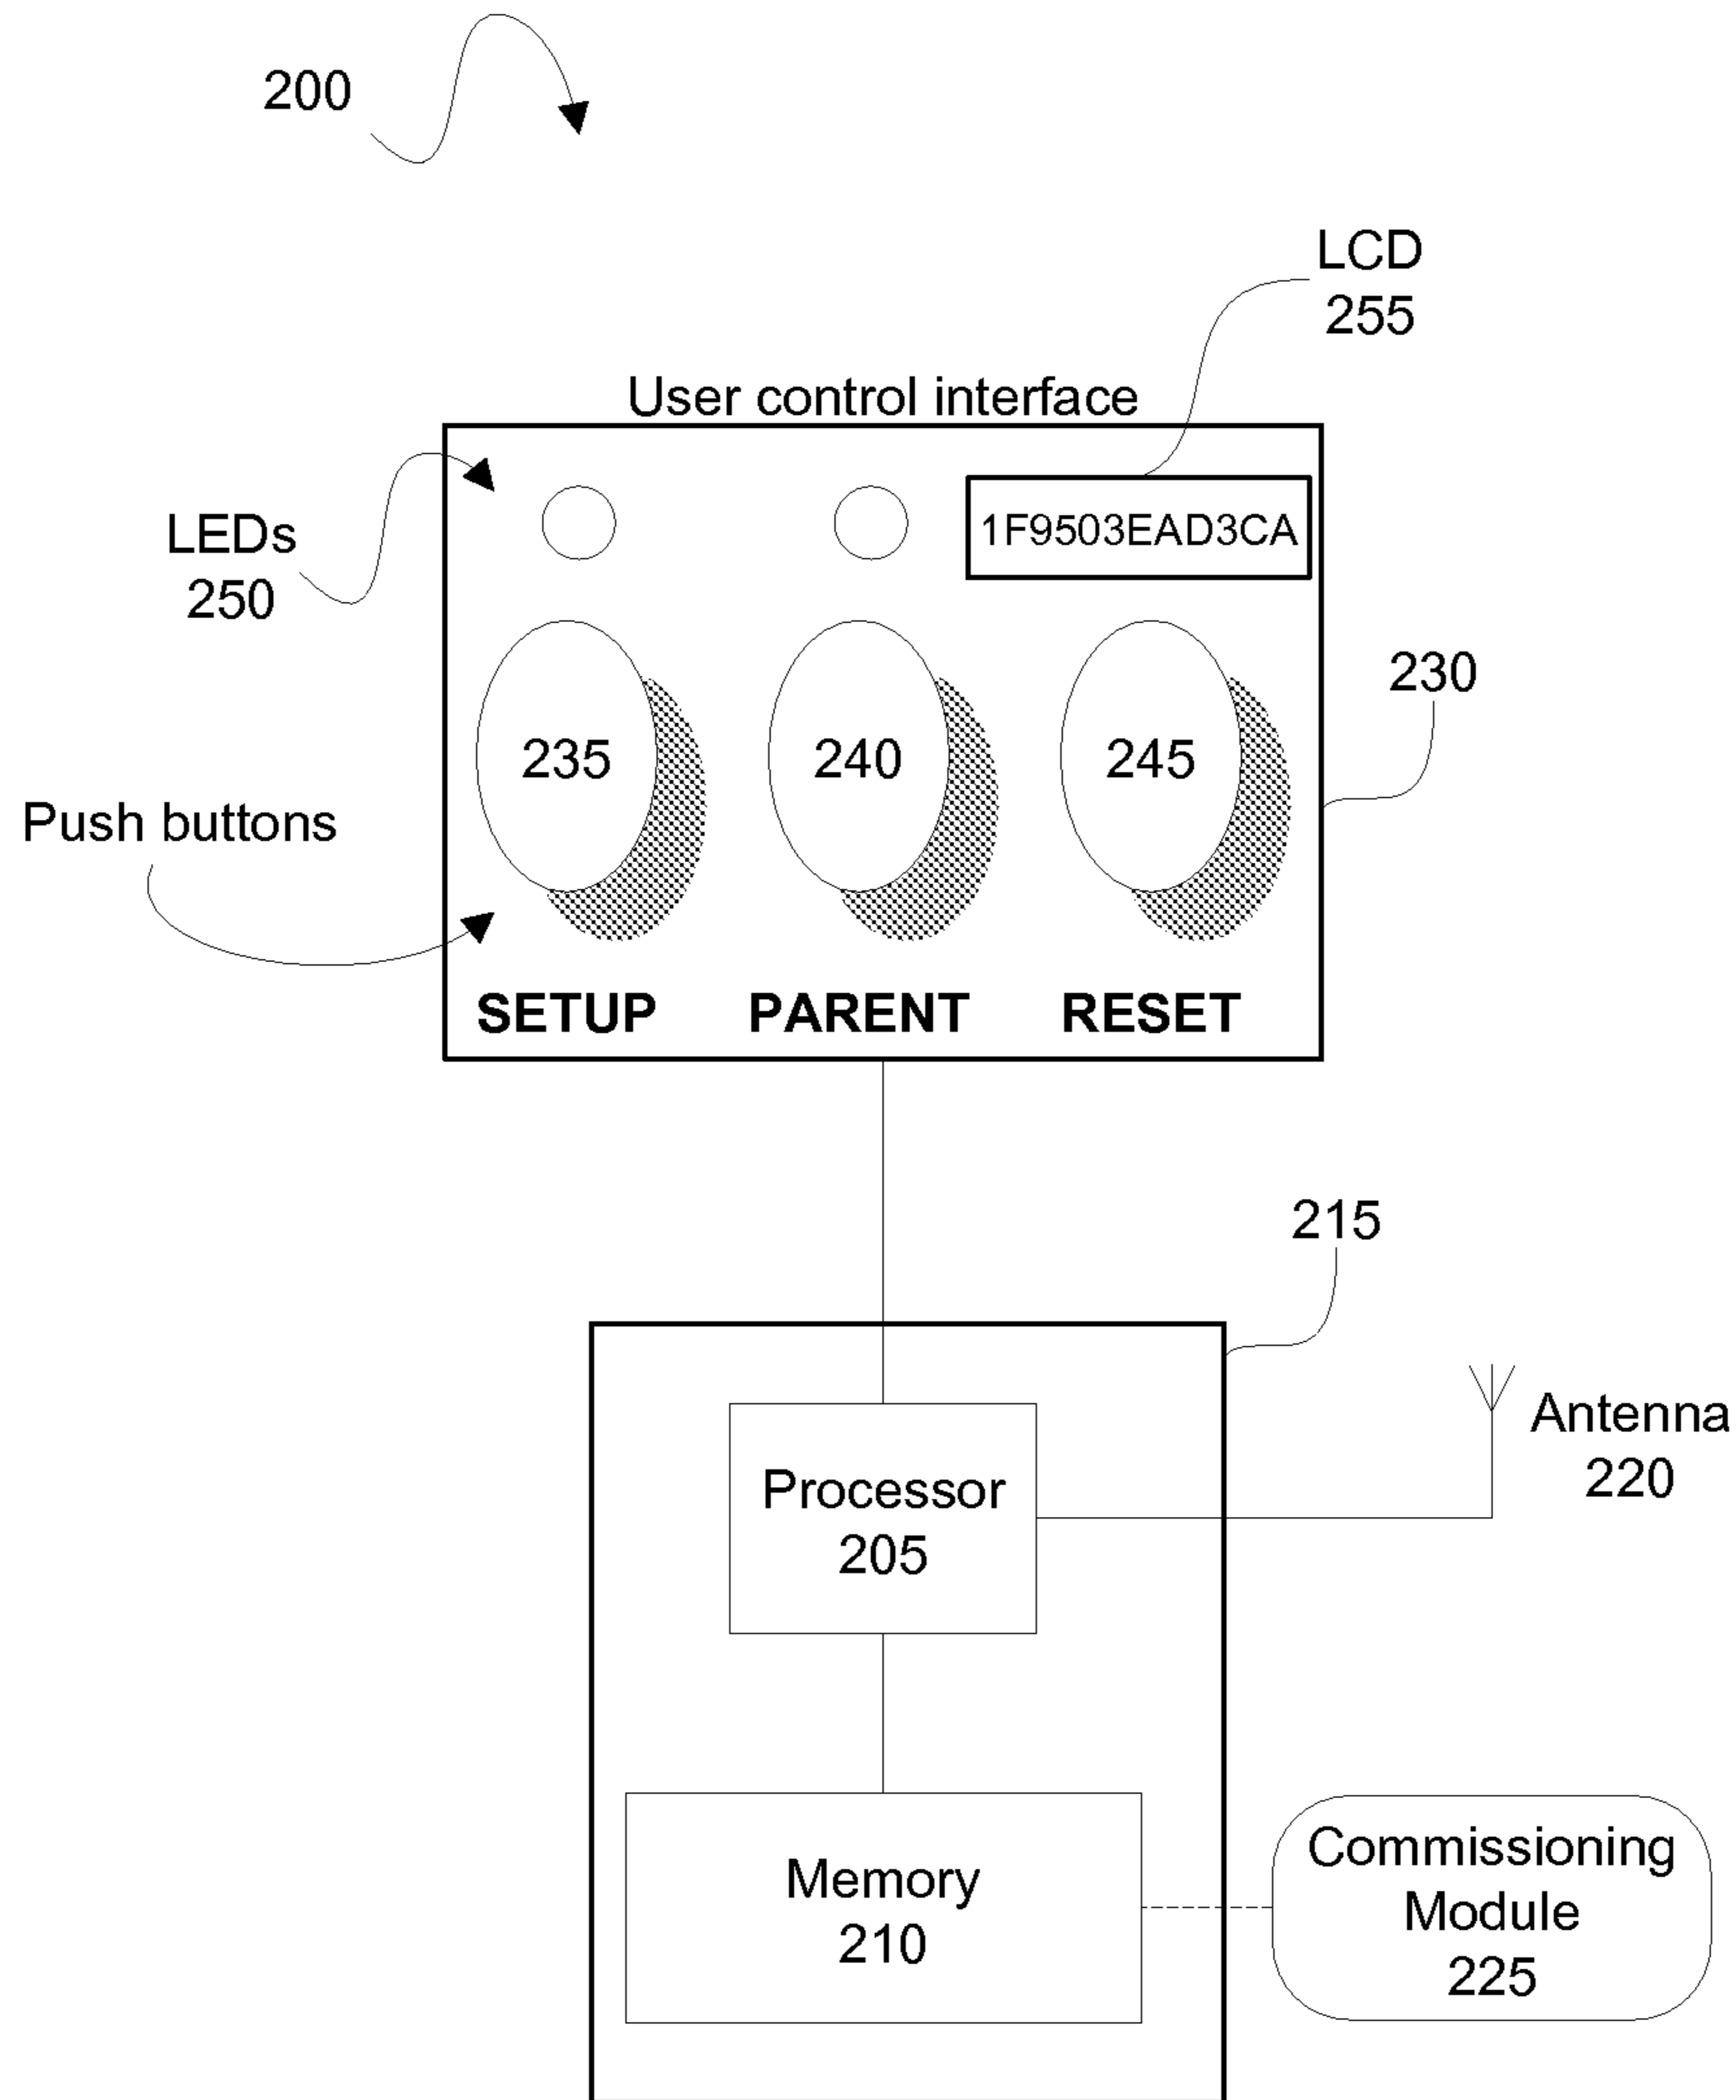 200
LCD
255
User control interface
LEDs
250
1F9503EAD3CA
230
235 240 245
Push buttons
SETUP PARENT RESET
215
Antenna
220
Processor
205
Memory
210
Commissioning
Module
225